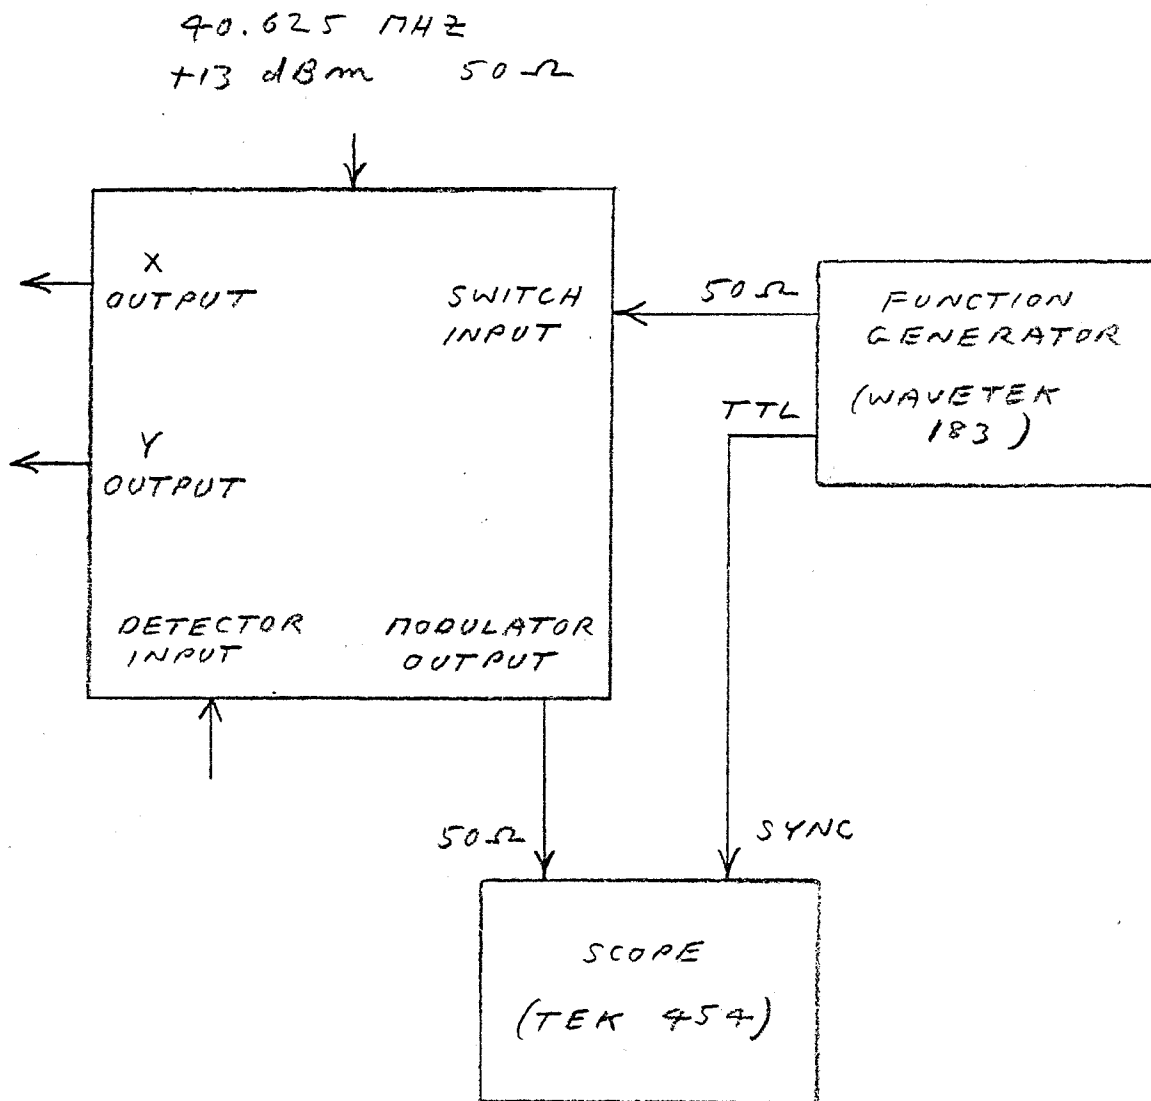 40.625 MHZ
+13 dBm 50Ω
X
OUTPUT
SWITCH
INPUT
50Ω
FUNCTION
GENERATOR
(WAVETEK
183)
TTL
Y
OUTPUT
DETECTOR
INPUT
MODULATOR
OUTPUT
50Ω
SYNC
SCOPE
(TEK 454)